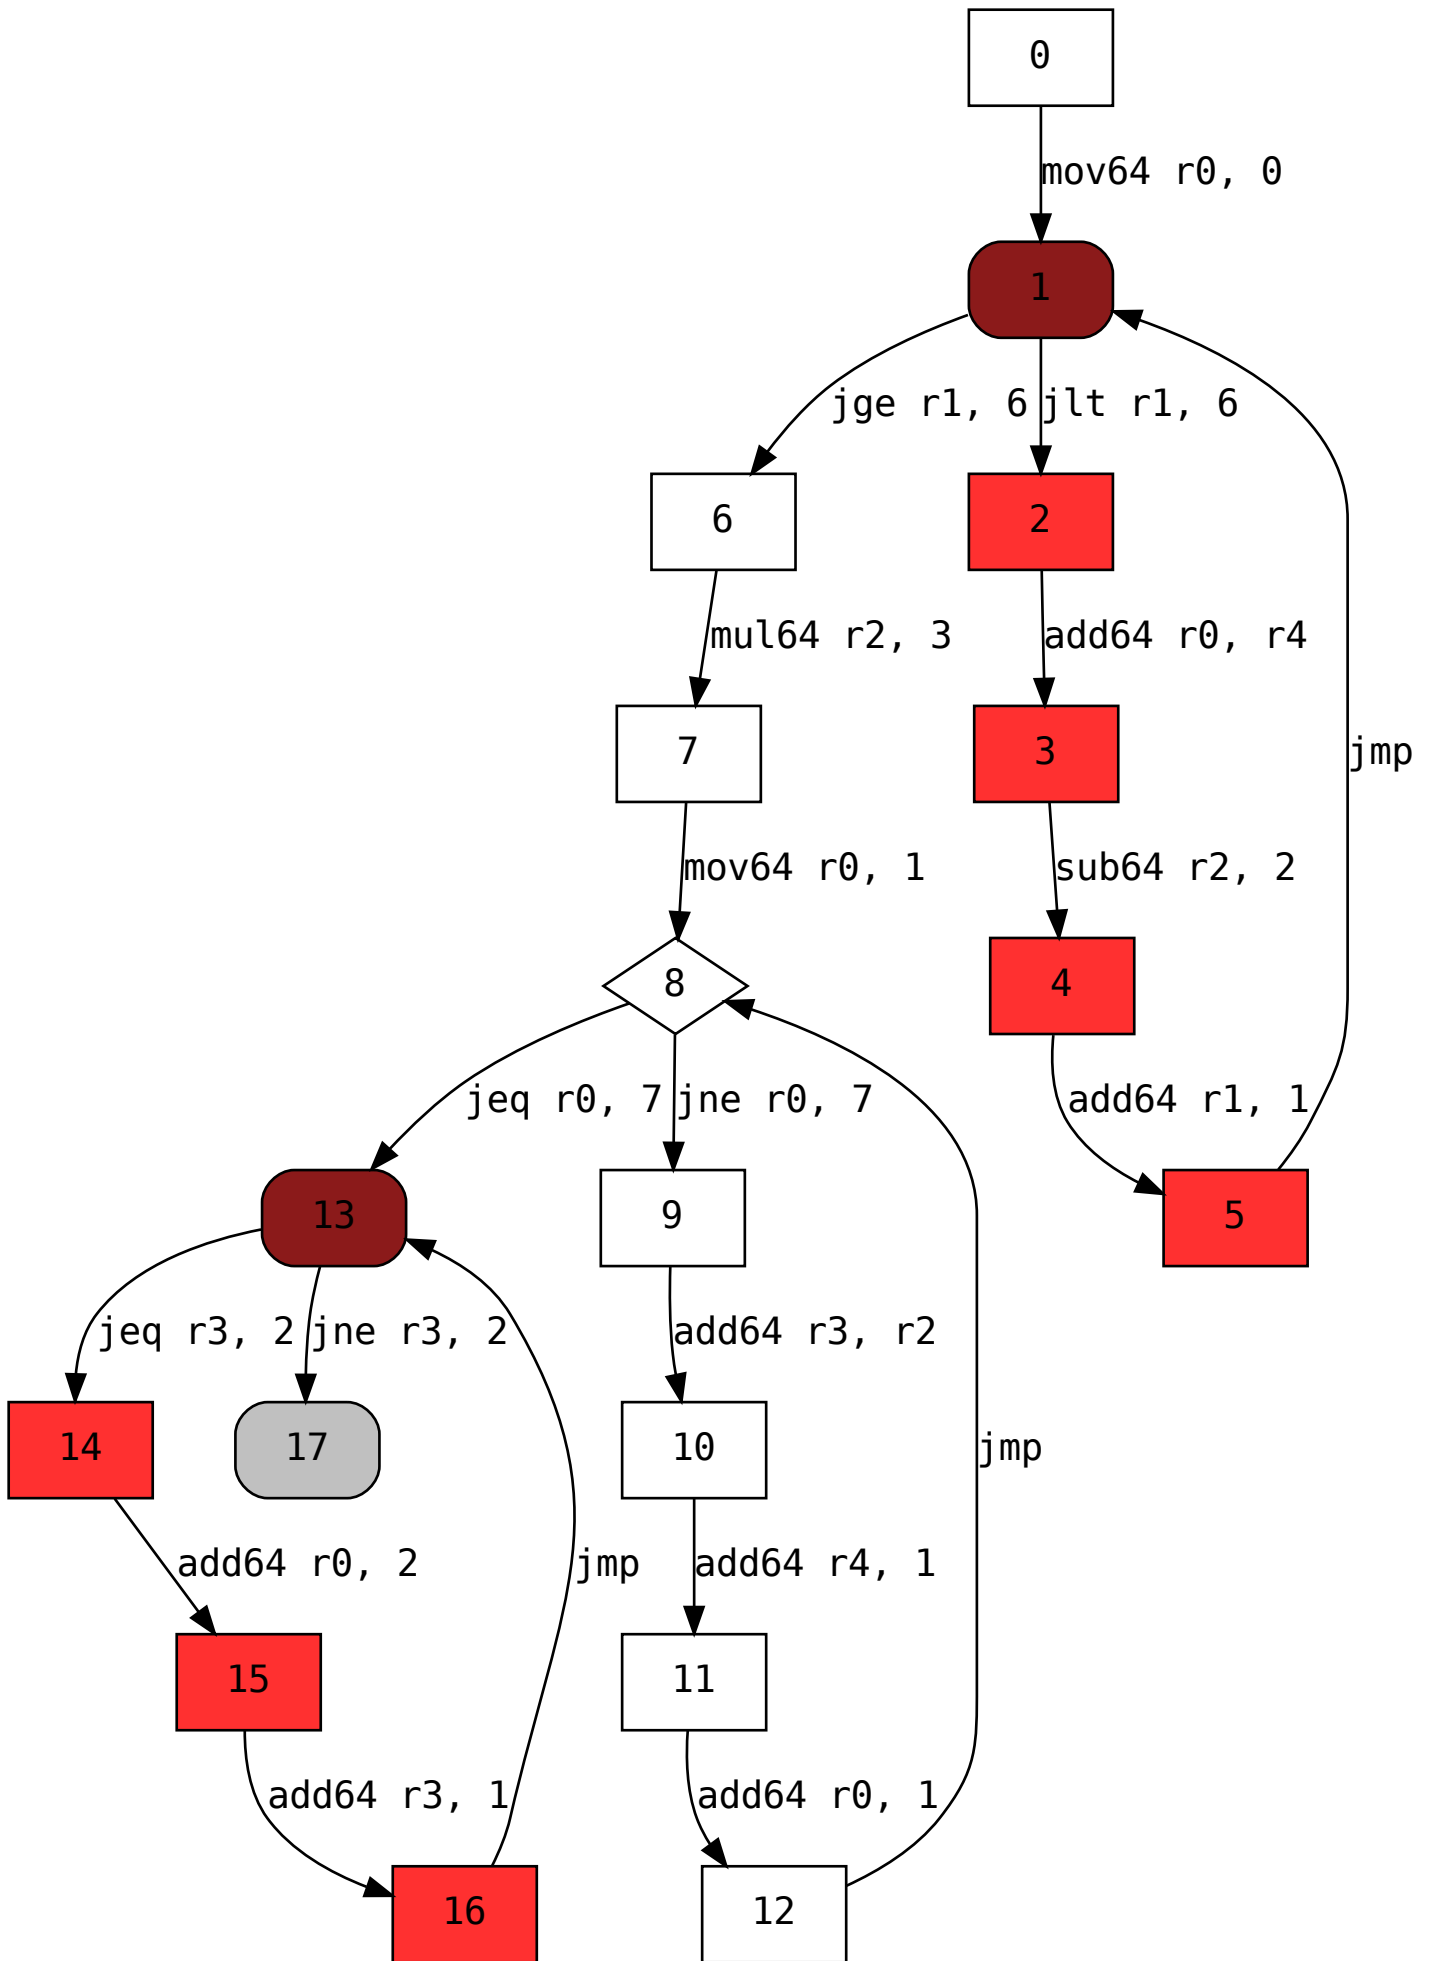 0
mov64 r0, 0
1
jge r1, 6
jlt r1, 6
6
2
mul64 r2, 3
add64 r0, r4
7
3
jmp
mov64 r0, 1
sub64 r2, 2
8
4
jeq r0, 7
jne r0, 7
add64 r1, 1
13
9
5
jeq r3, 2
jne r3, 2
add64 r3, r2
14
17
10
jmp
add64 r0, 2
jmp
add64 r4, 1
15
11
add64 r3, 1
add64 r0, 1
16
12